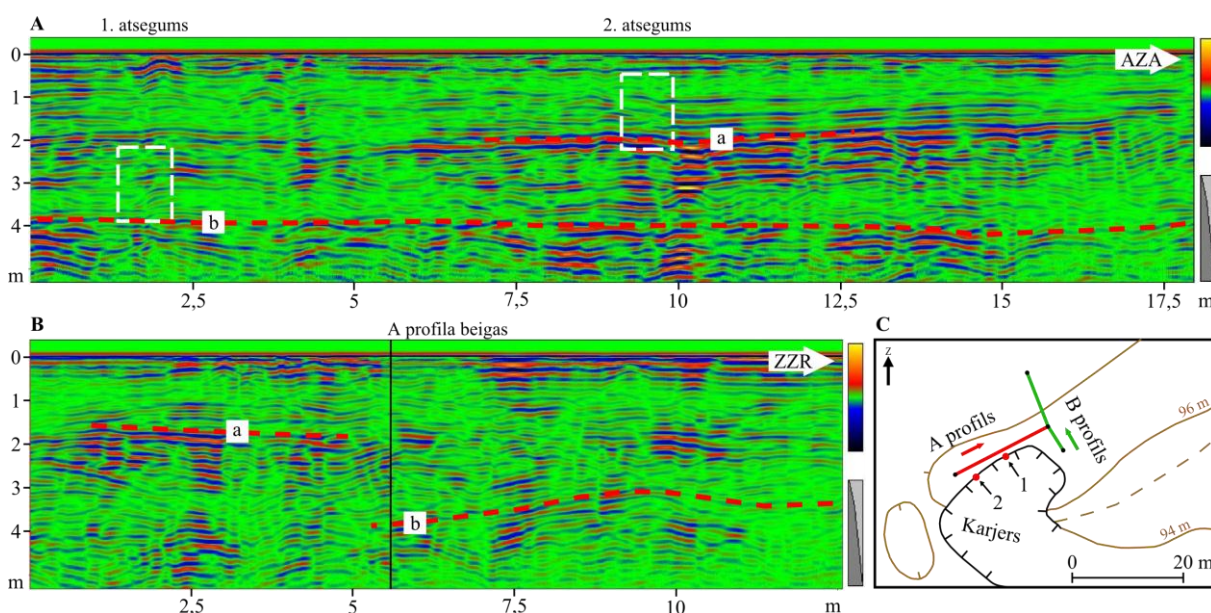 A
1. atsegums
2. atsegums
AZA
0
1
2
3
4
m
a
b
2,5
5
7,5
10
12,5
15
17,5
m
B
A profila beigas
ZZR
0
1
2
3
4
m
a
b
2,5
5
7,5
10
m
C
z
96 m
A profils
B profils
1
2
Karjers
94 m
0
20 m